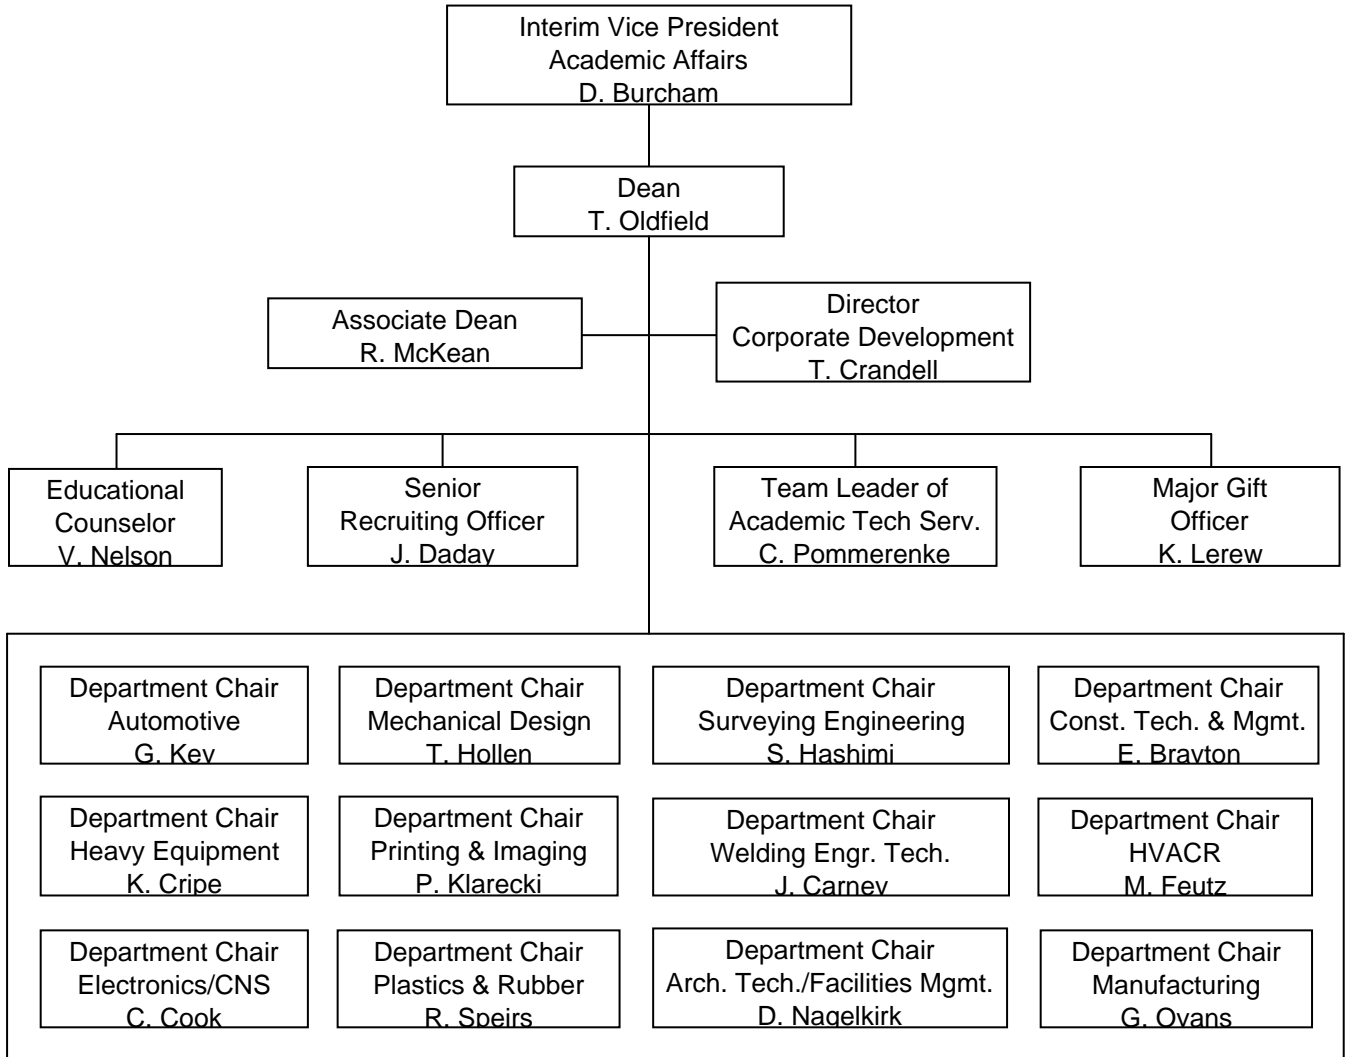 Interim Vice President
Academic Affairs
D. Burcham
Dean
T. Oldfield
Associate Dean
R. McKean
Director
Corporate Development
T. Crandell
Educational
Counselor
V. Nelson
Senior
Recruiting Officer
J. Daday
Team Leader of
Academic Tech Serv.
C. Pommerenke
Major Gift
Officer
K. Lerew
Department Chair
Automotive
G. Key
Department Chair
Mechanical Design
T. Hollen
Department Chair
Surveying Engineering
S. Hashimi
Department Chair
Const. Tech. & Mgmt.
E. Brayton
Department Chair
Heavy Equipment
K. Cripe
Department Chair
Printing & Imaging
P. Klarecki
Department Chair
Welding Engr. Tech.
J. Carney
Department Chair
HVACR
M. Feutz
Department Chair
Electronics/CNS
C. Cook
Department Chair
Plastics & Rubber
R. Speirs
Department Chair
Arch. Tech./Facilities Mgmt.
D. Nagelkirk
Department Chair
Manufacturing
G. Ovans